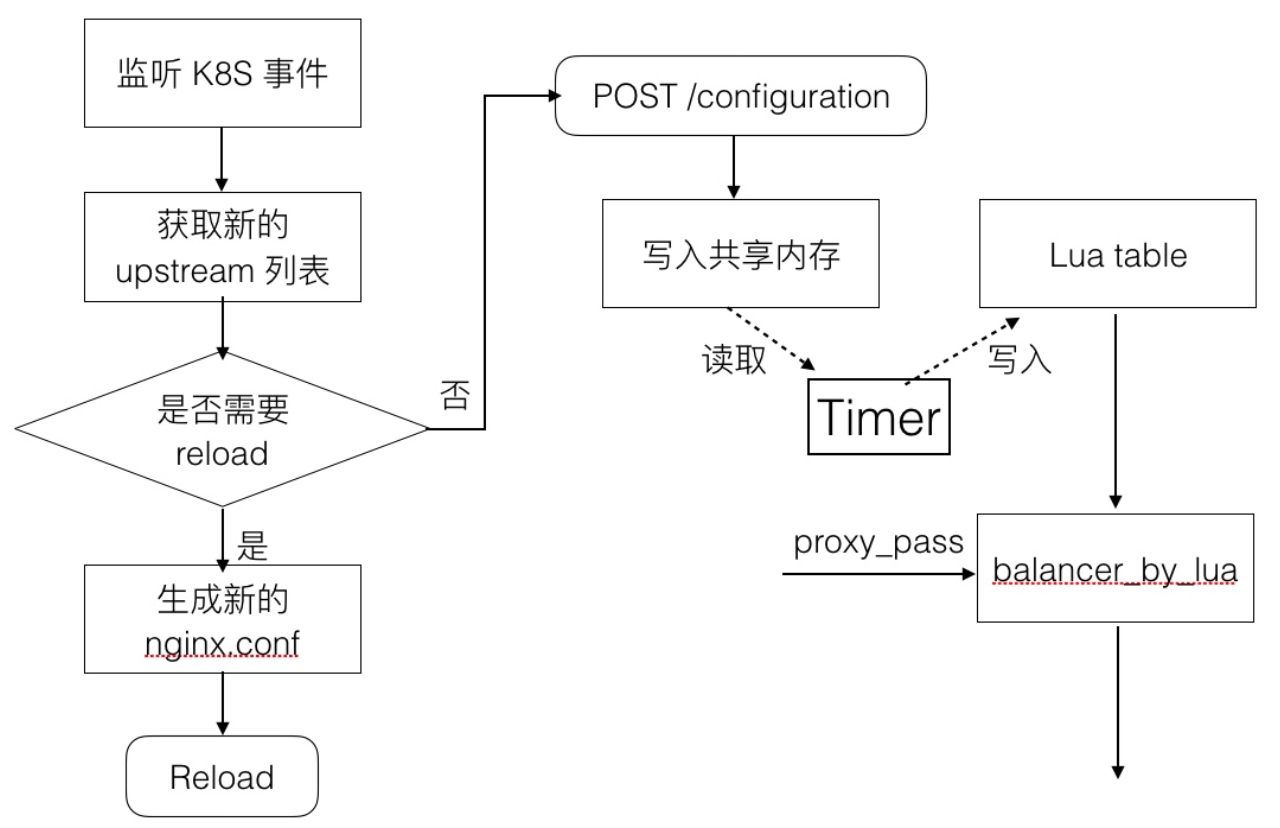 监听 K8S 事件
获取新的
upstream 列表
是否需要
reload
否
是
生成新的
nginx.conf
Reload
POST /configuration
写入共享内存
读取
Timer
写入
Lua table
proxy_pass
balancer_by_lua